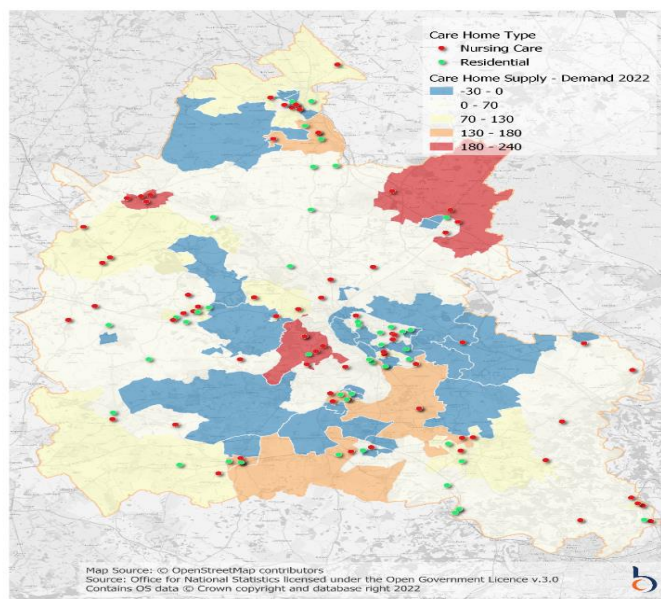 Care Home Type
Nursing Care
Residential
Care Home Supply - Demand 2022
-30 - 0
0 - 70
70 - 130
130 - 180
180 - 240
Map Source: © OpenStreetMap contributors
Source: Office for National Statistics licensed under the Open Government Licence v.3.0
Contains OS data © Crown copyright and database right 2022